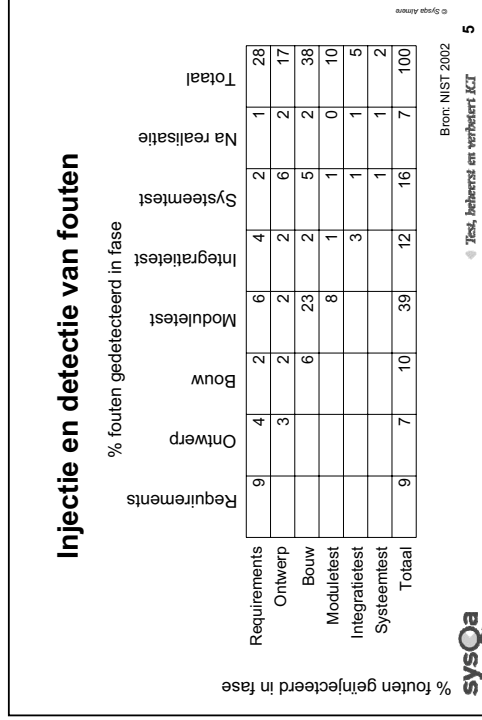 Injectie en detectie van fouten
% fouten gedetecteerd in fase
Requirements Ontwerp Bouw Moduletest Integratietest Systeemtest Na realisatie Totaal
% fouten geïnjecteerd in fase
Requirements 9 4 2 6 4 2 1 28
Ontwerp 3 2 2 2 6 2 17
Bouw 6 23 2 5 2 38
Moduletest 8 1 1 0 10
Integratietest 3 1 1 5
Systeemtest 1 1 2
Totaal 9 7 10 39 12 16 7 100
Bron: NIST 2002
sysQa
Test, beheerst en verbetert ICT
5
© Sysqa Almere